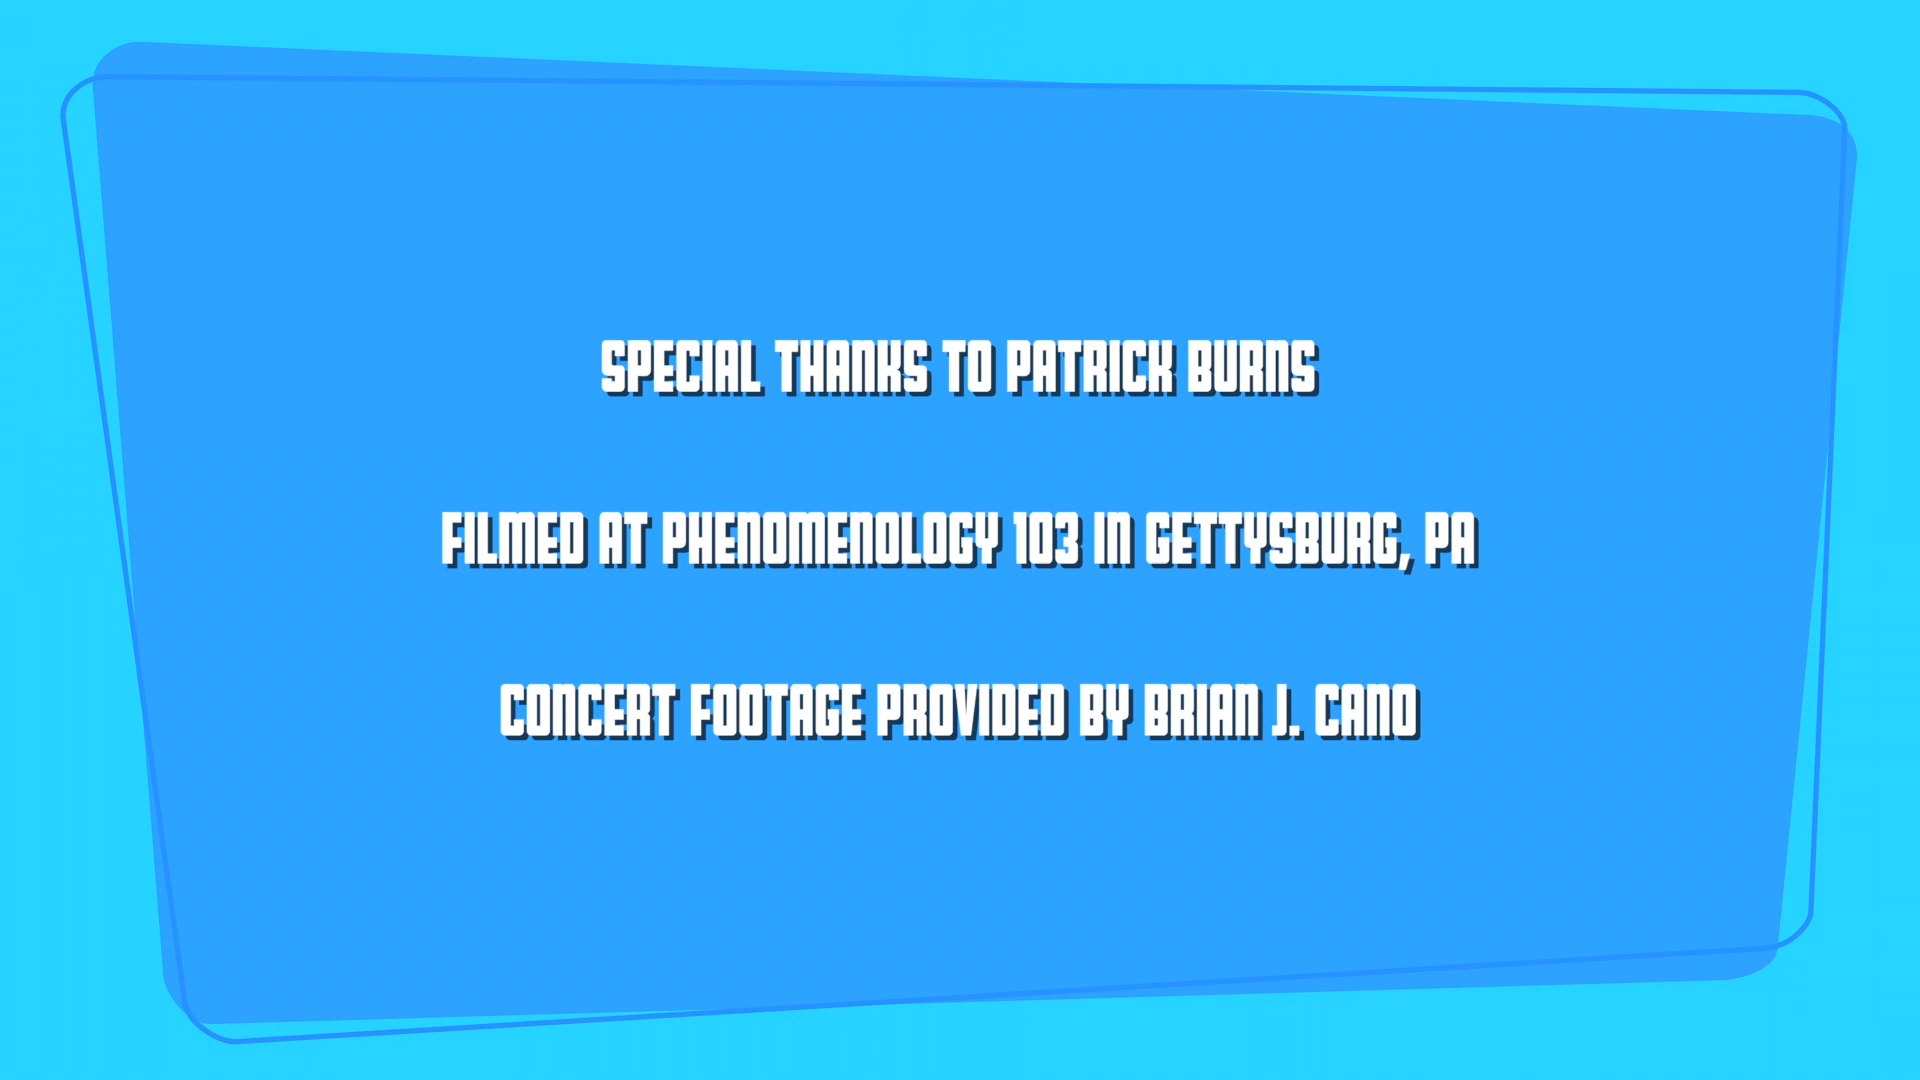 SPECIAL THANKS TO PATRICK BURNS
FILMED AT PHENOMENOLOGY 103 IN GETTYSBURG, PA
CONCERT FOOTAGE PROVIDED BY BRIAN J. CANO